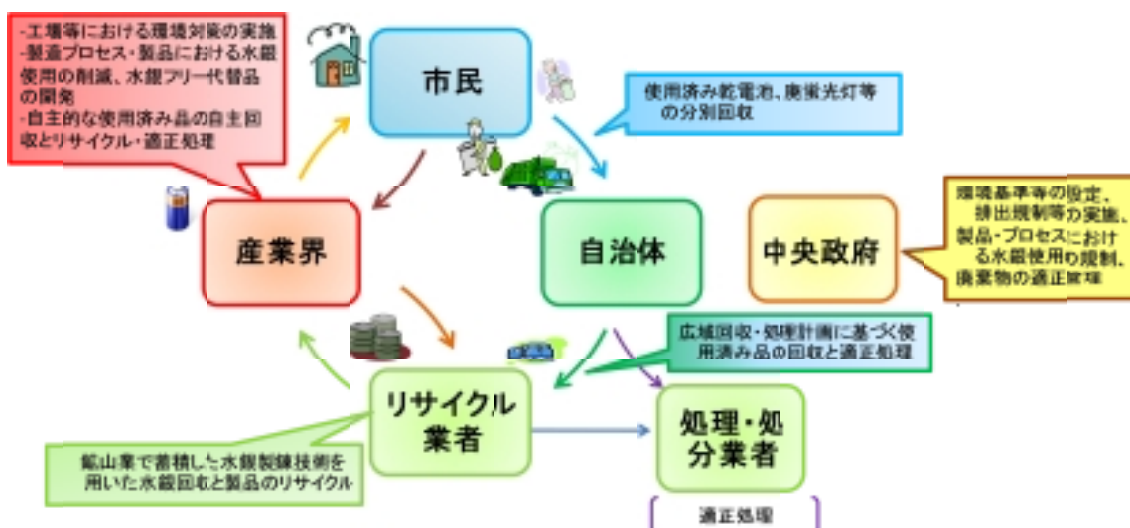 -工場等における環境対策の実施
-製造プロセス・製品における水銀
使用の削減、水銀フリー代替品
の開発
-自主的な使用済み品の自主回
収とリサイクル・適正処理
市民
使用済み乾電池、廃蛍光灯等
の分別回収
産業界
自治体
中央政府
環境基準等の設定、
排出規制等の実施、
製品・プロセスにおけ
る水銀使用の規制、
廃棄物の適正管理
広域回収・処理計画に基づく使
用済み品の回収と適正処理
リサイクル
業者
処理・処
分業者
鉱山業で蓄積した水銀製錬技術を
用いた水銀回収と製品のリサイクル
適正処理